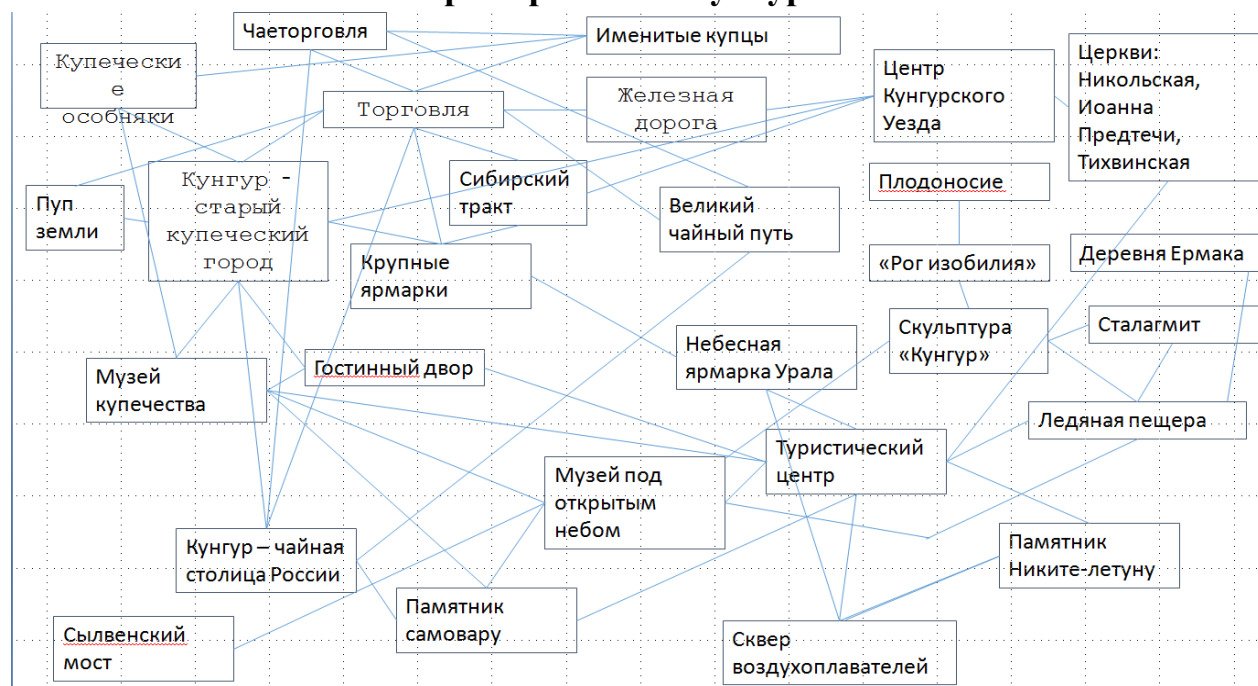 Чаеторговля
Именитые купцы
Купечески
е
особняки
Торговля
Железная
дорога
Центр
Кунгурского
Уезда
Церкви:
Никольская,
Иоанна
Предтечи,
Тихвинская
Пуп
земли
Кунгур -
старый
купеческий
город
Сибирский
тракт
Великий
чайный путь
Плодоносие
Крупные
ярмарки
«Рог изобилия»
Деревня Ермака
Музей
купечества
Гостинный двор
Небесная
ярмарка Урала
Скульптура
«Кунгур»
Сталагмит
Ледяная пещера
Туристический
центр
Музей под
открытым
небом
Кунгур – чайная
столица России
Памятник
Никите-летуну
Памятник
самовару
Сылвенский
мост
Сквер
воздухоплавателей